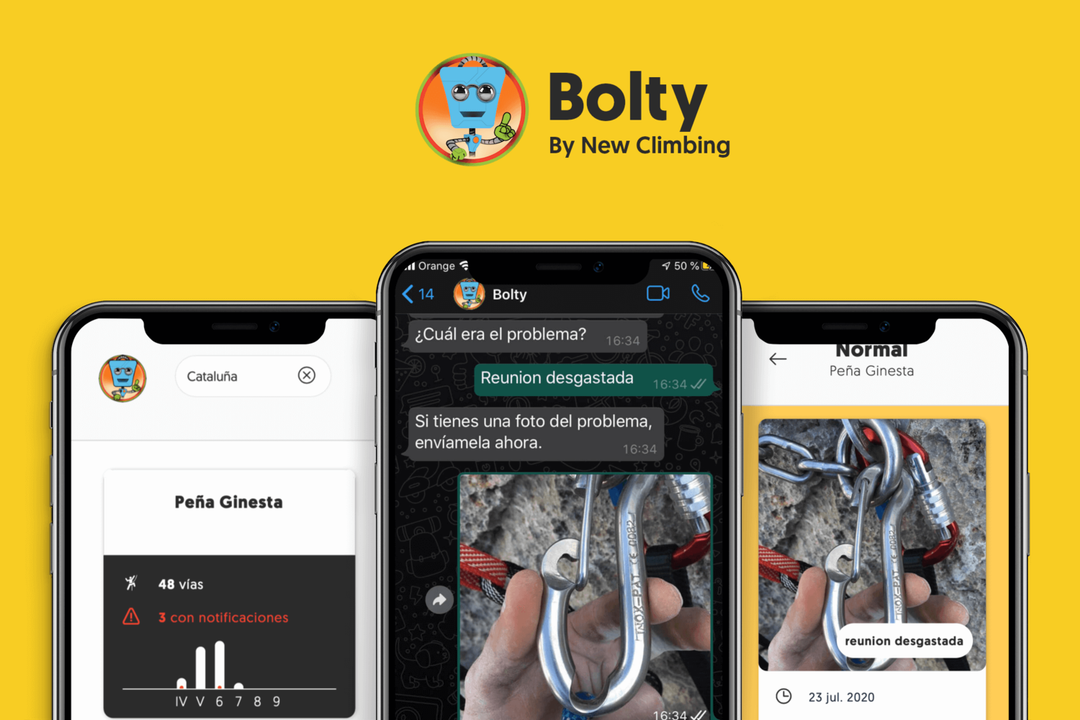 Bolty
By New Climbing
Cataluña
Peña Ginesta
48 vías
3 con notificaciones
IV V 6 7 8 9
Orange
50 %
14
Bolty
¿Cuál era el problema?
16:34
Reunion desgastada
16:34
Si tienes una foto del problema,
envíamela ahora.
16:34
16:34
Normal
Peña Ginesta
reunion desgastada
23 jul. 2020